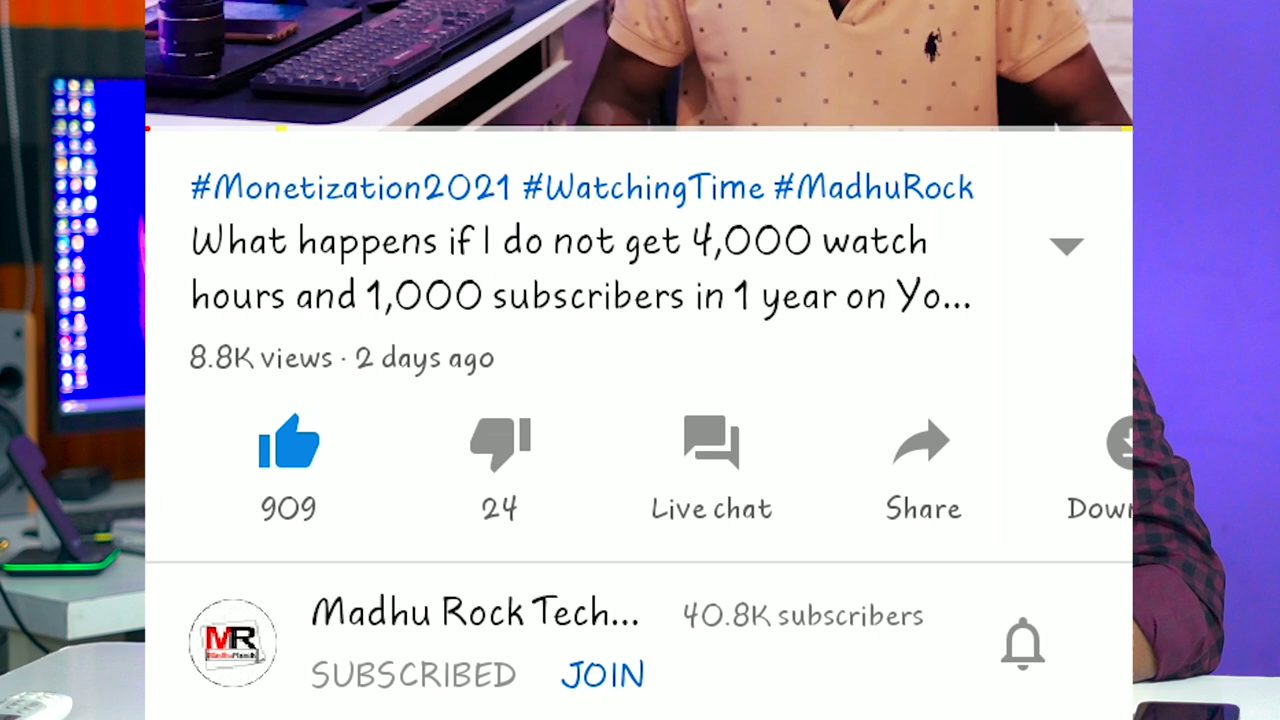 #Monetization2021 #WatchingTime #MadhuRock
What happens if I do not get 4,000 watch
hours and 1,000 subscribers in 1 year on Yo...
8.8K views · 2 days ago
909
24
Live chat
Share
Down
MR
Madhu Rock Tech...
40.8K subscribers
SUBSCRIBED
JOIN